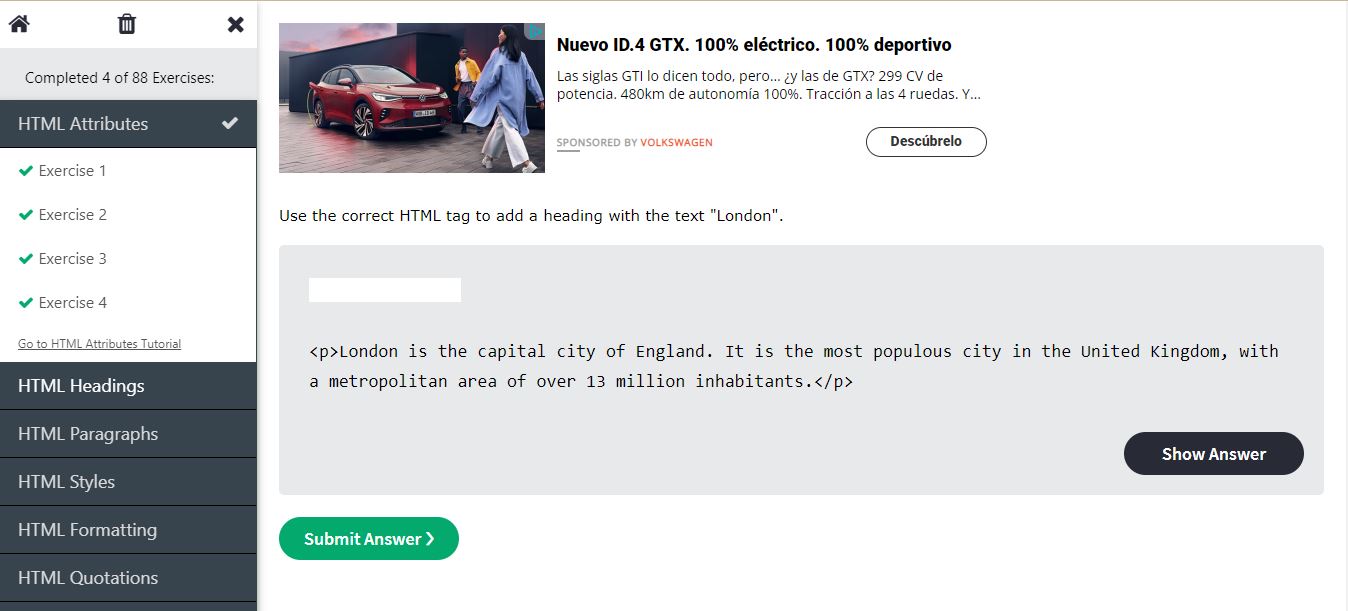 Completed 4 of 88 Exercises:
HTML Attributes
Exercise 1
Exercise 2
Exercise 3
Exercise 4
Go to HTML Attributes Tutorial
HTML Headings
HTML Paragraphs
HTML Styles
HTML Formatting
HTML Quotations
Nuevo ID.4 GTX. 100% eléctrico. 100% deportivo
Las siglas GTI lo dicen todo, pero... ¿y las de GTX? 299 CV de
potencia. 480km de autonomía 100%. Tracción a las 4 ruedas. Y...
SPONSORED BY VOLKSWAGEN
Descúbrelo
Use the correct HTML tag to add a heading with the text "London".
<p>London is the capital city of England. It is the most populous city in the United Kingdom, with
a metropolitan area of over 13 million inhabitants.</p>
Show Answer
Submit Answer ❯